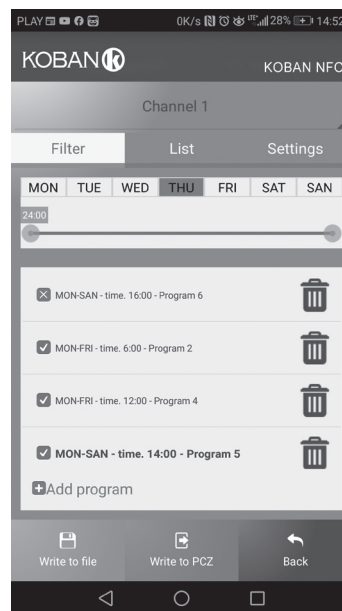 PLAY 0K/s LTE 28% 14:52
KOBAN K
KOBAN NFC
Channel 1
Filter List Settings
MON TUE WED THU FRI SAT SAN
24:00
MON-SAN - time. 16:00 - Program 6
MON-FRI - time. 6:00 - Program 2
MON-FRI - time. 12:00 - Program 4
MON-SAN - time. 14:00 - Program 5
Add program
Write to file Write to PCZ Back